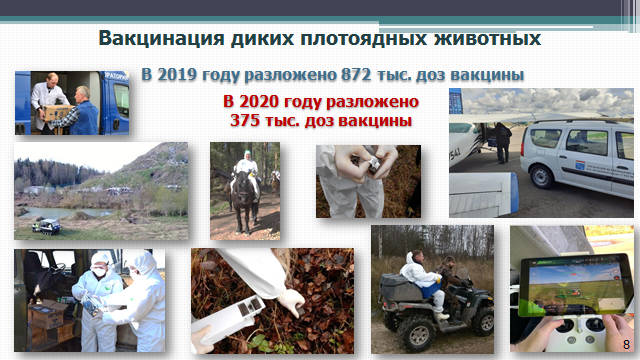 Вакцинация диких плотоядных животных
В 2019 году разложено 872 тыс. доз вакцины
В 2020 году разложено
375 тыс. доз вакцины
8